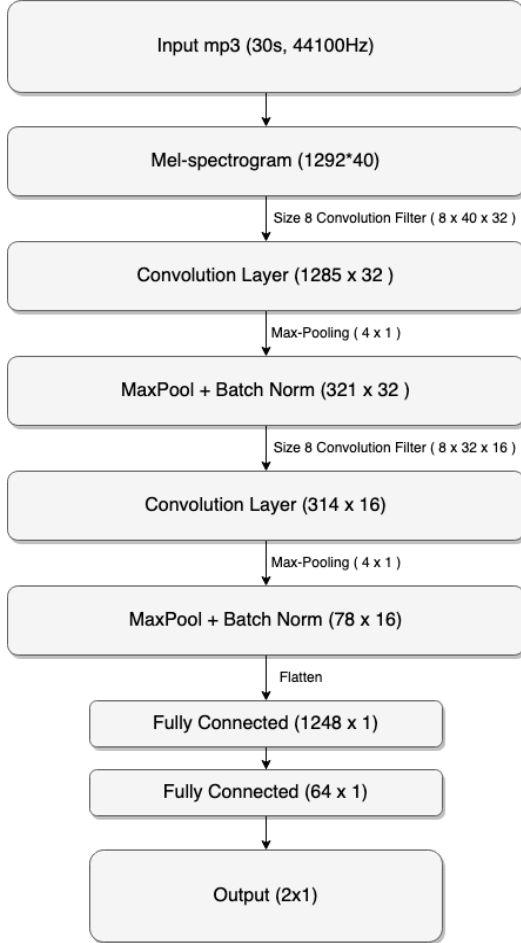 Input mp3 (30s, 44100Hz)
Mel-spectrogram (1292*40)
Size 8 Convolution Filter ( 8 x 40 x 32 )
Convolution Layer (1285 x 32 )
Max-Pooling ( 4 x 1 )
MaxPool + Batch Norm (321 x 32 )
Size 8 Convolution Filter ( 8 x 32 x 16 )
Convolution Layer (314 x 16)
Max-Pooling ( 4 x 1 )
MaxPool + Batch Norm (78 x 16)
Flatten
Fully Connected (1248 x 1)
Fully Connected (64 x 1)
Output (2x1)